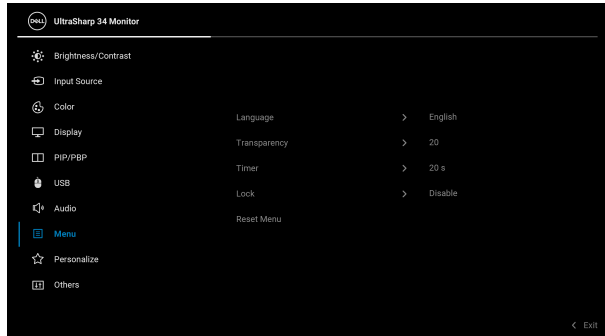 DELL UltraSharp 34 Monitor
Brightness/Contrast
Input Source
Color
Display
PIP/PBP
USB
Audio
Menu
Personalize
Others
Language > English
Transparency > 20
Timer > 20 s
Lock > Disable
Reset Menu
< Exit